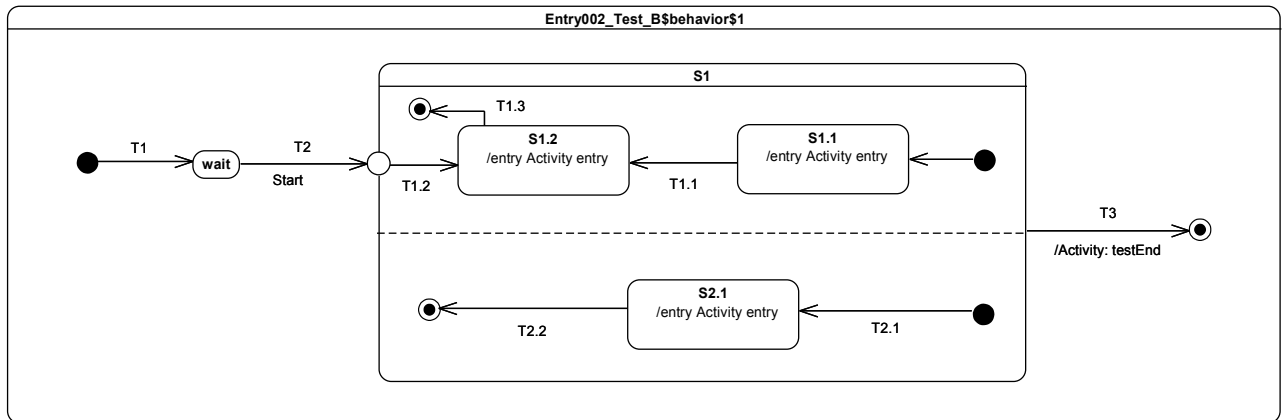 Entry002_Test_B$behavior$1
S1
T1.3
S1.2
/entry Activity entry
S1.1
/entry Activity entry
T1
wait
T2
Start
T1.2
T1.1
T3
/Activity: testEnd
S2.1
/entry Activity entry
T2.2
T2.1